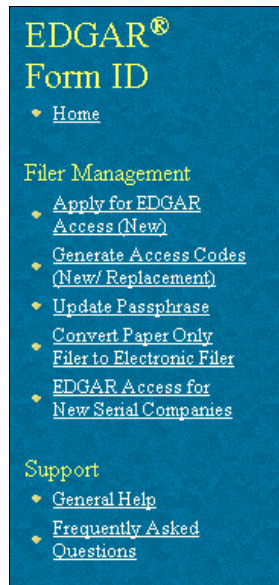 EDGAR®
Form ID
Home
Filer Management
Apply for EDGAR
Access (New)
Generate Access Codes
(New/ Replacement)
Update Passphrase
Convert Paper Only
Filer to Electronic Filer
EDGAR Access for
New Serial Companies
Support
General Help
Frequently Asked
Questions